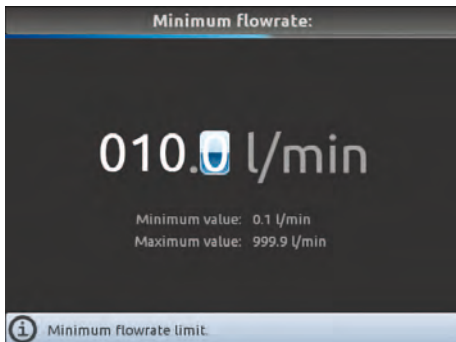 Minimum flowrate:
010.0 l/min
Minimum value: 0.1 l/min
Maximum value: 999.9 l/min
Minimum flowrate limit.